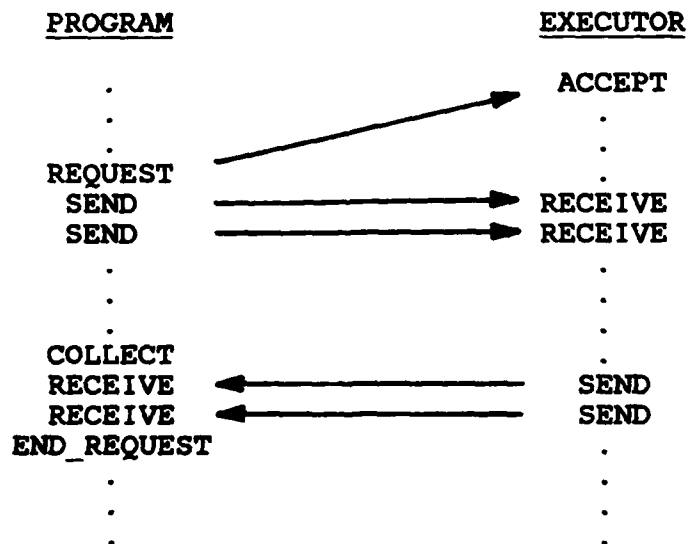 PROGRAM EXECUTOR
. ACCEPT
. .
. .
REQUEST .
SEND RECEIVE
SEND RECEIVE
. .
. .
. .
COLLECT .
RECEIVE SEND
RECEIVE SEND
END_REQUEST .
. .
. .
. .